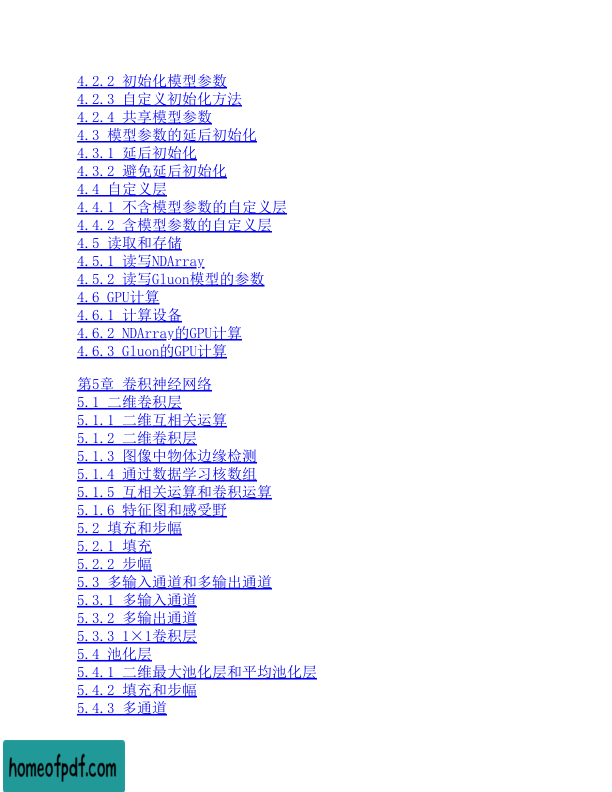 4.2.2 初始化模型参数
4.2.3 自定义初始化方法
4.2.4 共享模型参数
4.3 模型参数的延后初始化
4.3.1 延后初始化
4.3.2 避免延后初始化
4.4 自定义层
4.4.1 不含模型参数的自定义层
4.4.2 含模型参数的自定义层
4.5 读取和存储
4.5.1 读写NDArray
4.5.2 读写Gluon模型的参数
4.6 GPU计算
4.6.1 计算设备
4.6.2 NDArray的GPU计算
4.6.3 Gluon的GPU计算
第5章 卷积神经网络
5.1 二维卷积层
5.1.1 二维互相关运算
5.1.2 二维卷积层
5.1.3 图像中物体边缘检测
5.1.4 通过数据学习核数组
5.1.5 互相关运算和卷积运算
5.1.6 特征图和感受野
5.2 填充和步幅
5.2.1 填充
5.2.2 步幅
5.3 多输入通道和多输出通道
5.3.1 多输入通道
5.3.2 多输出通道
5.3.3 1×1卷积层
5.4 池化层
5.4.1 二维最大池化层和平均池化层
5.4.2 填充和步幅
5.4.3 多通道
homeofpdf.com